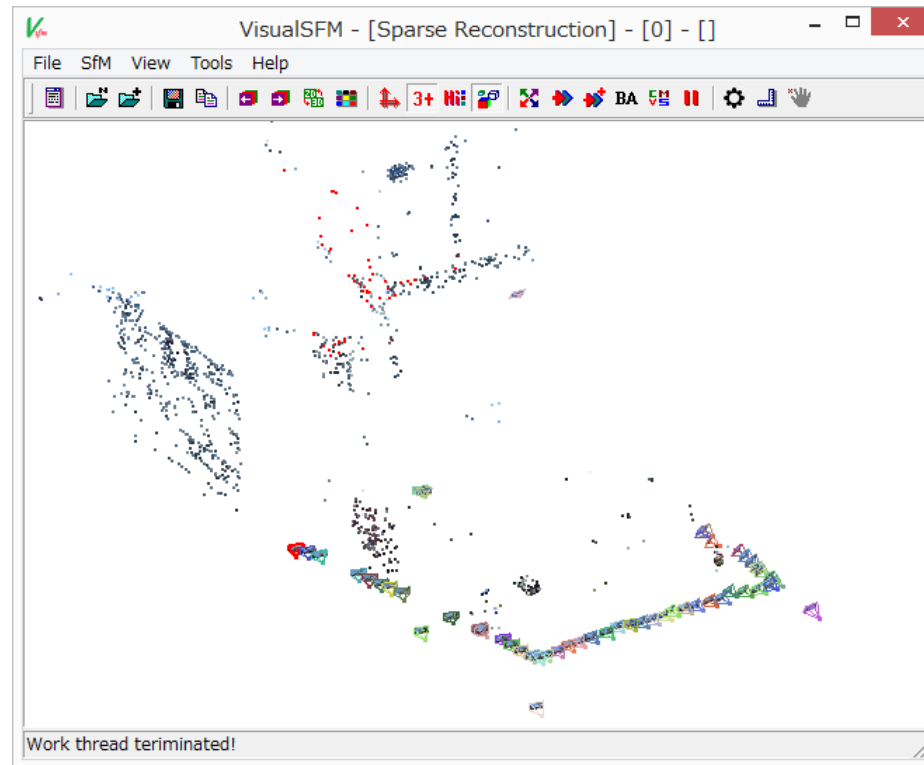 VisualSFM - [Sparse Reconstruction] - [0] - []
File SfM View Tools Help
3+ BA
Work thread teriminated!